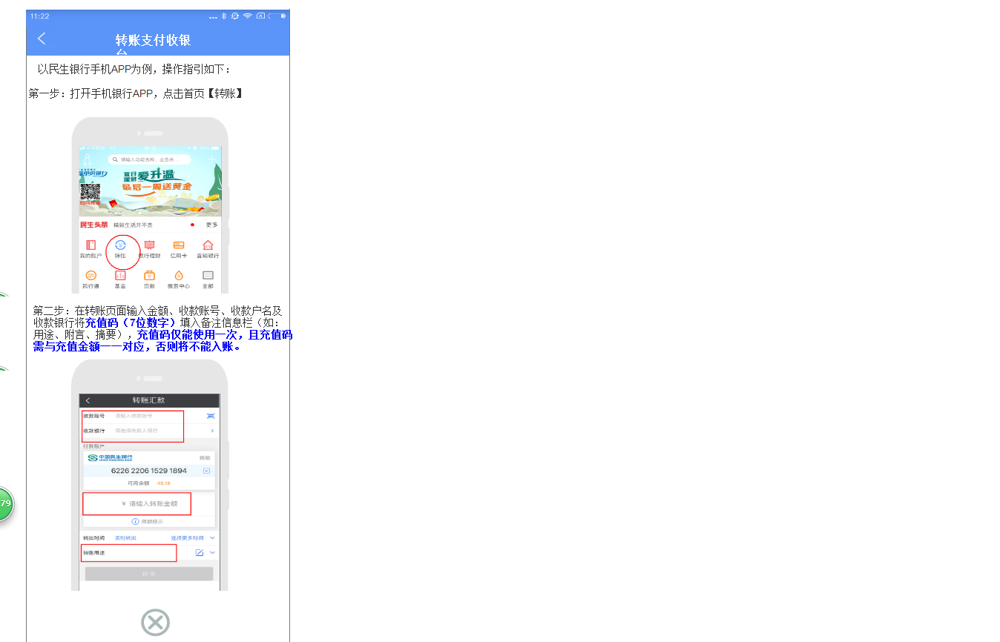 11:22
转账支付收银
台
以民生银行手机APP为例，操作指引如下：
第一步：打开手机银行APP，点击首页【转账】
请输入功能名称、业务关...
夏日
理财
爱升温
最后一周送黄金
扫码
民生头条 精致生活并不贵 更多
我的账户 转账 银行理财 信用卡 直销银行
跨行通 基金 贷款 缴费中心 全部
第二步：在转账页面输入金额、收款账号、收款户名及
收款银行将充值码（7位数字）填入备注信息栏（如：
用途、附言、摘要），充值码仅能使用一次，且充值码
需与充值金额一一对应，否则将不能入账。
转账汇款
收款账号 请输入收款账号
收款银行 请选择收款人银行
付款账户
中国民生银行
6226 2206 1529 1894
可用余额 45.18
¥ 请输入转账金额
限额提示
转出时间 实时转出 选择更多时间
转账用途
转账
79